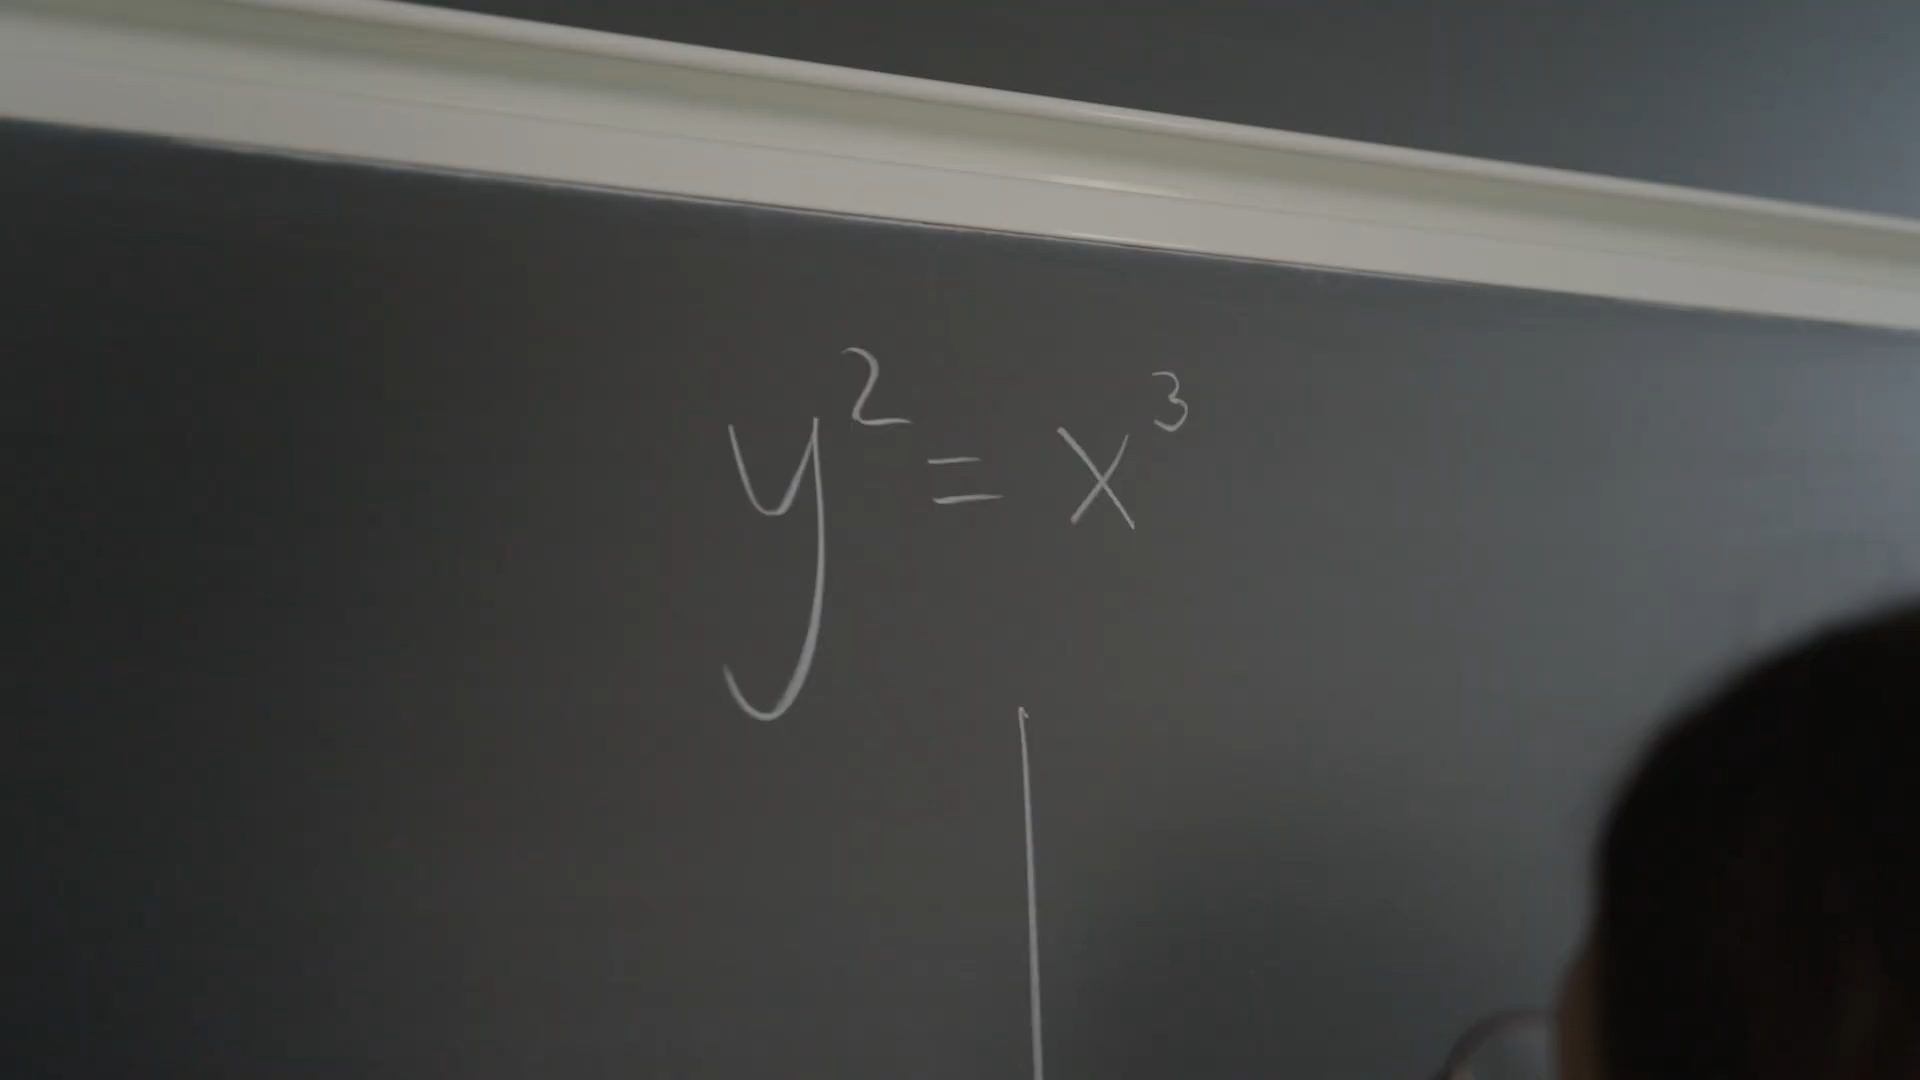 y² = x³